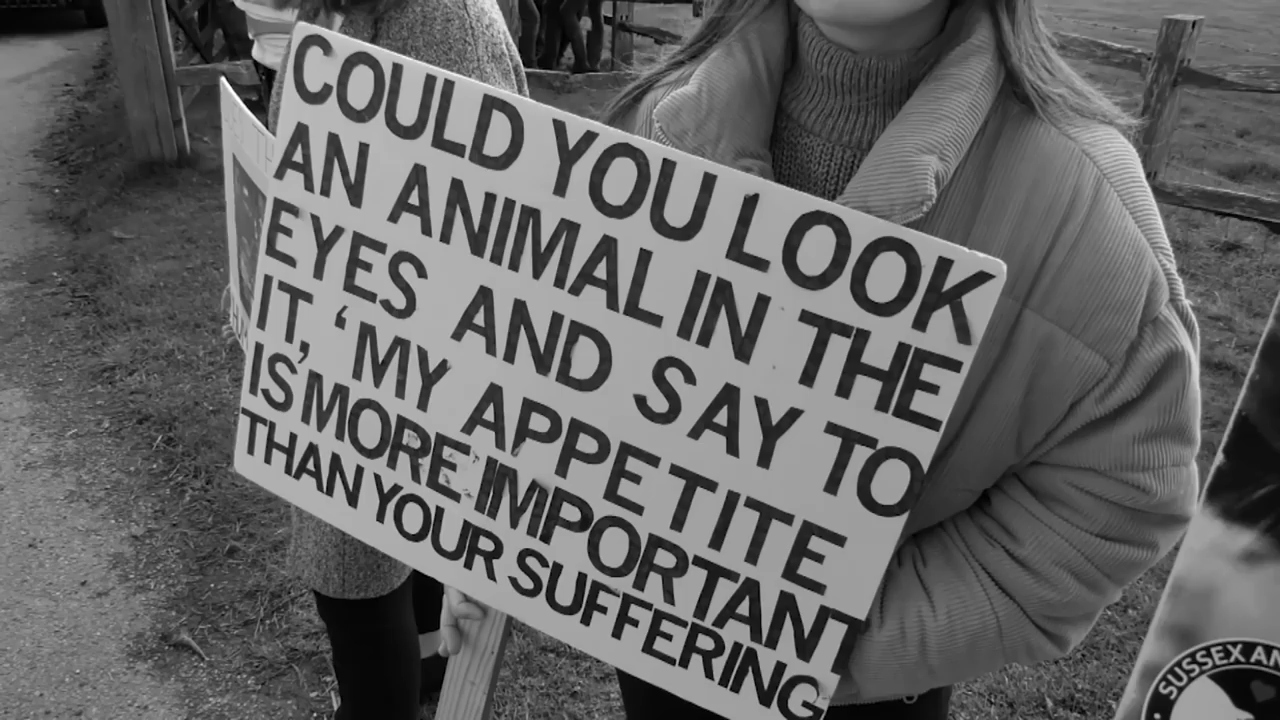 COULD YOU LOOK
AN ANIMAL IN THE
EYES AND SAY TO
IT, 'MY APPETITE
IS MORE IMPORTANT
THAN YOUR SUFFERING
SUSSEX AN